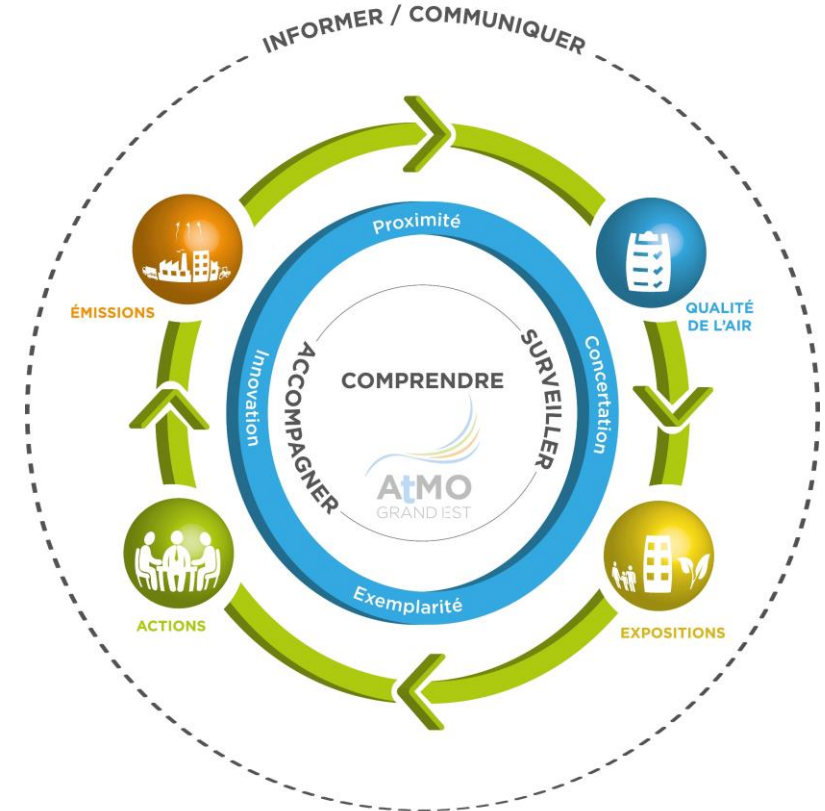 INFORMER / COMMUNIQUER
Proximité
ÉMISSIONS
QUALITÉ
DE L'AIR
Innovation
ACCOMPAGNER
COMPRENDRE
SURVEILLER
Concertation
AtMO
GRAND EST
Exemplarité
ACTIONS
EXPOSITIONS